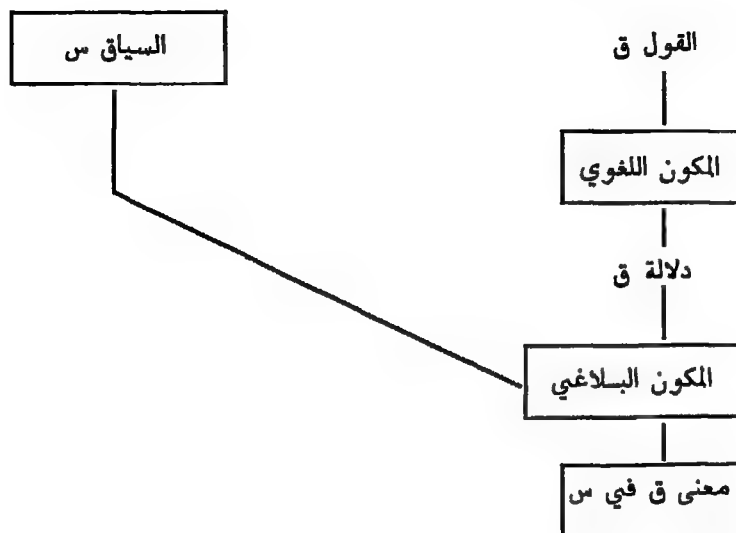 السياق س
القول ق
المكون اللغوي
دلالة ق
المكون البلاغي
معنى ق في س